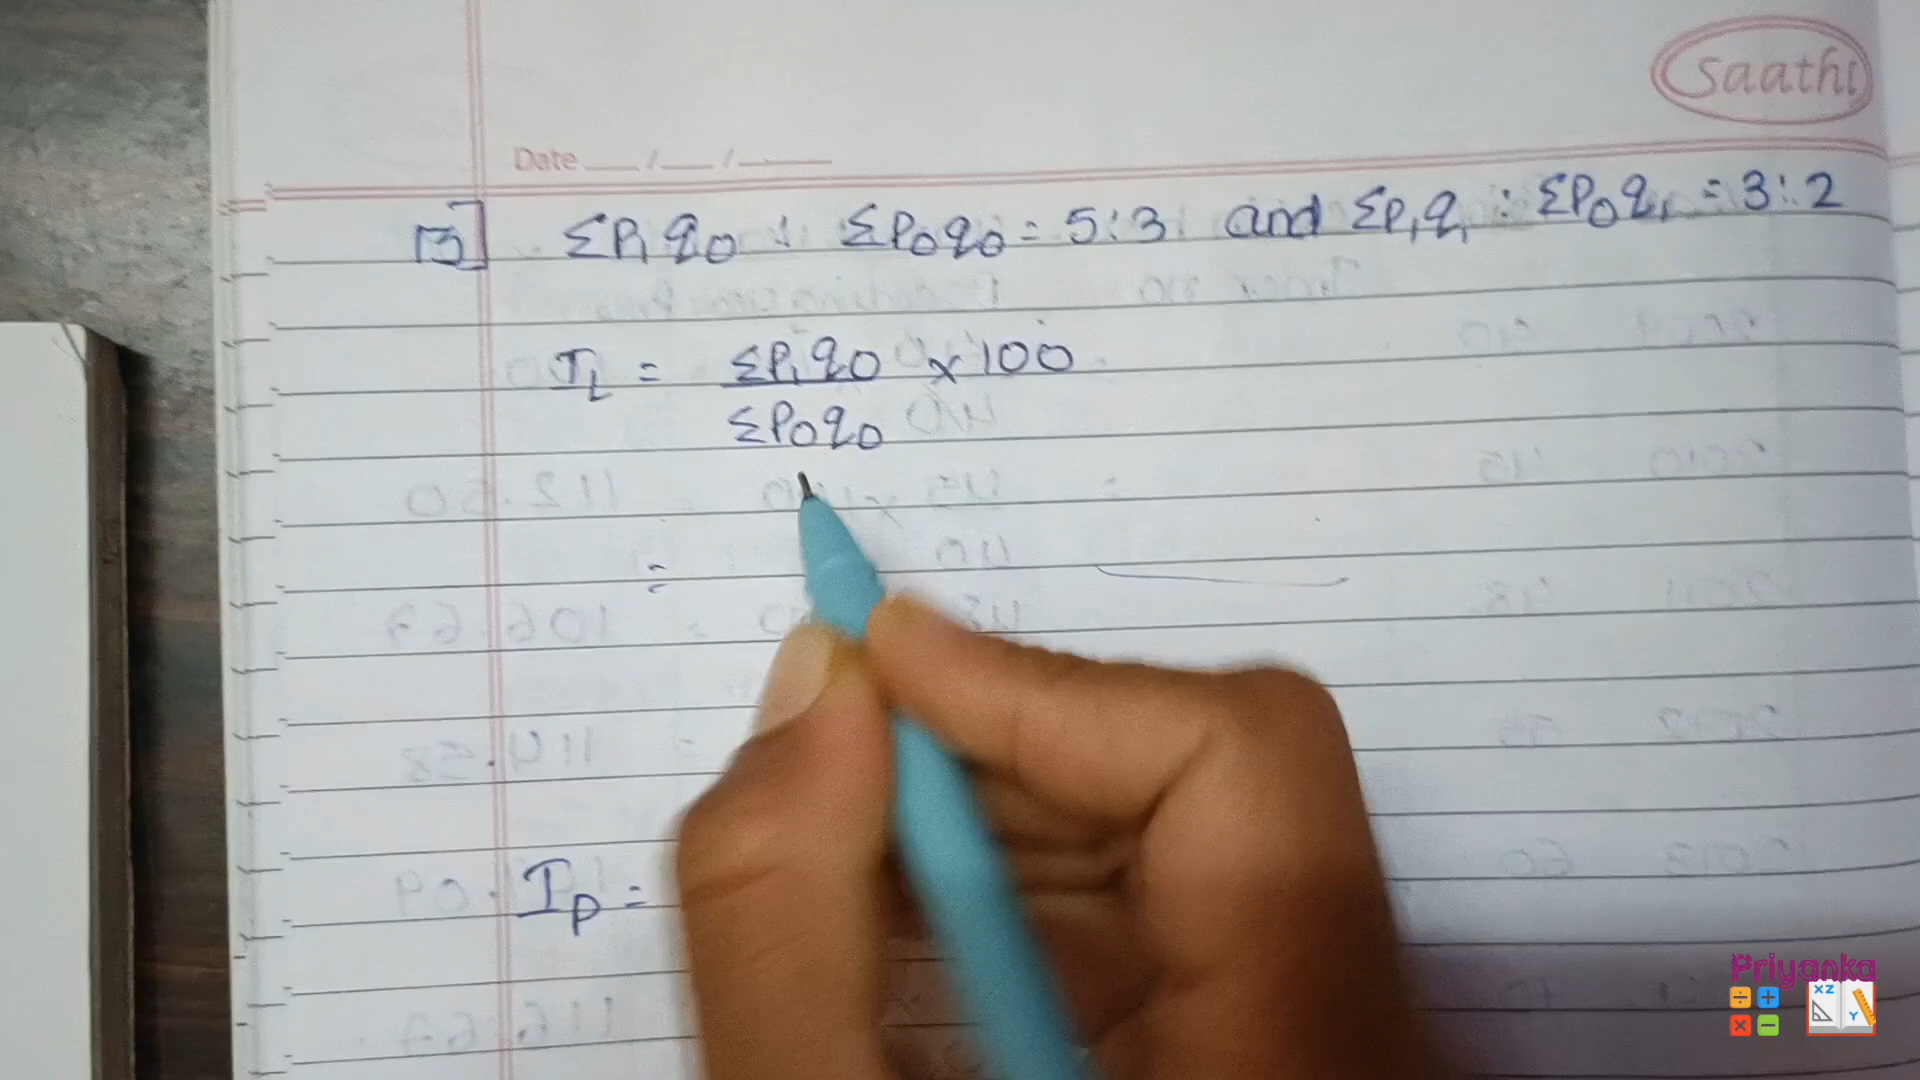 Saathi
Date __/__/____
[3] ΣP₁q₀ : ΣP₀q₀ = 5:3 and ΣP₁q₁ : ΣP₀q₁ = 3:2
I_L = ΣP₁q₀ × 100
ΣP₀q₀
=
I_P =
Priyanka
XZ
Y